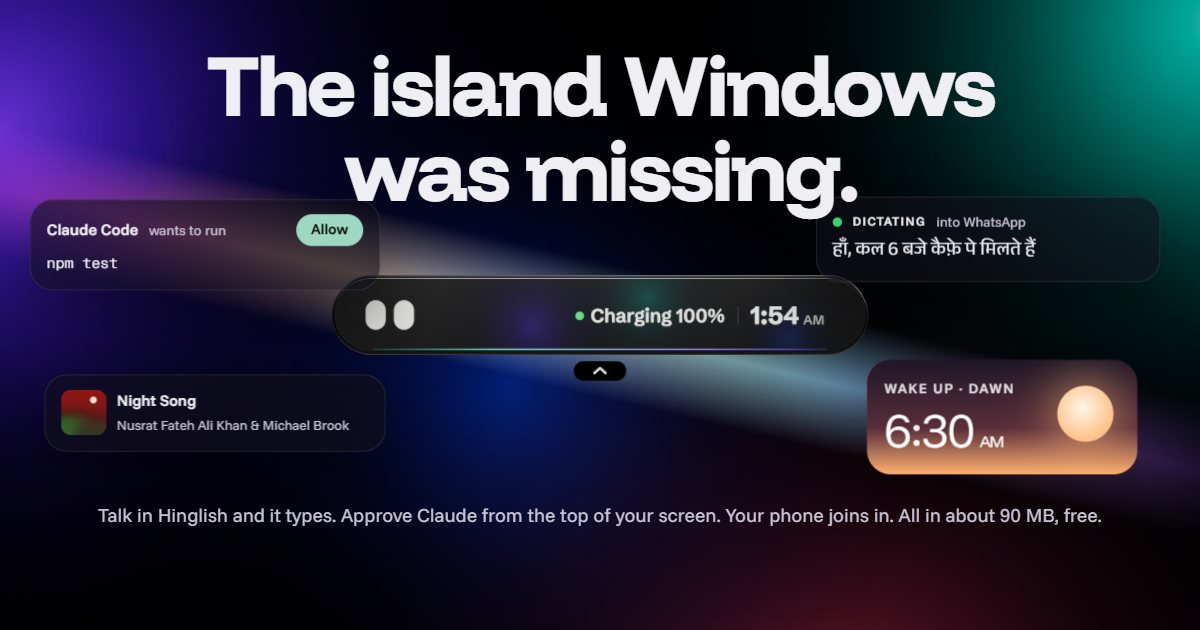 The island Windows
was missing.
Claude Code wants to run
Allow
npm test
DICTATING into WhatsApp
हाँ, कल 6 बजे कैफ़े पे मिलते हैं
Charging 100%
1:54 AM
Night Song
Nusrat Fateh Ali Khan & Michael Brook
WAKE UP · DAWN
6:30 AM
Talk in Hinglish and it types. Approve Claude from the top of your screen. Your phone joins in. All in about 90 MB, free.